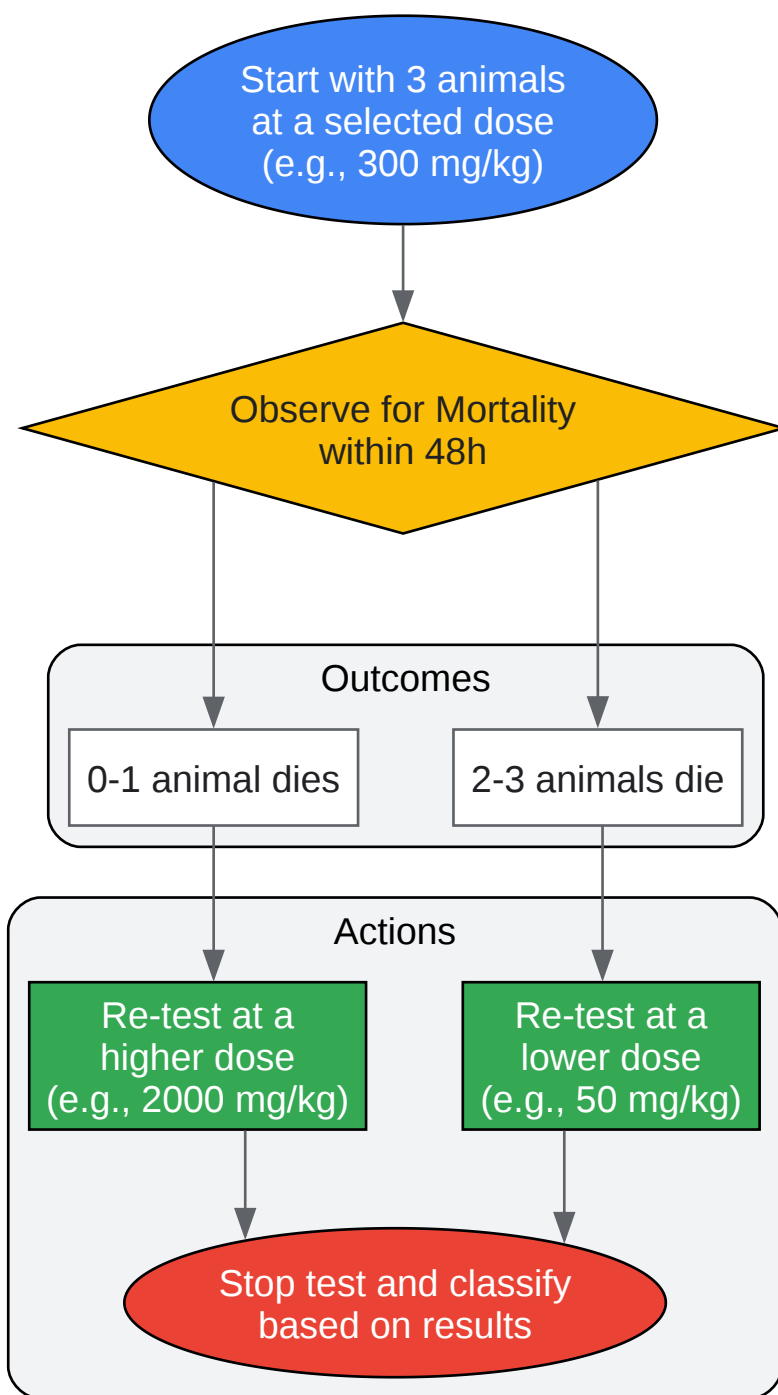 Start with 3 animals
at a selected dose
(e.g., 300 mg/kg)
Observe for Mortality
within 48h
Outcomes
0-1 animal dies
2-3 animals die
Actions
Re-test at a
higher dose
(e.g., 2000 mg/kg)
Re-test at a
lower dose
(e.g., 50 mg/kg)
Stop test and classify
based on results